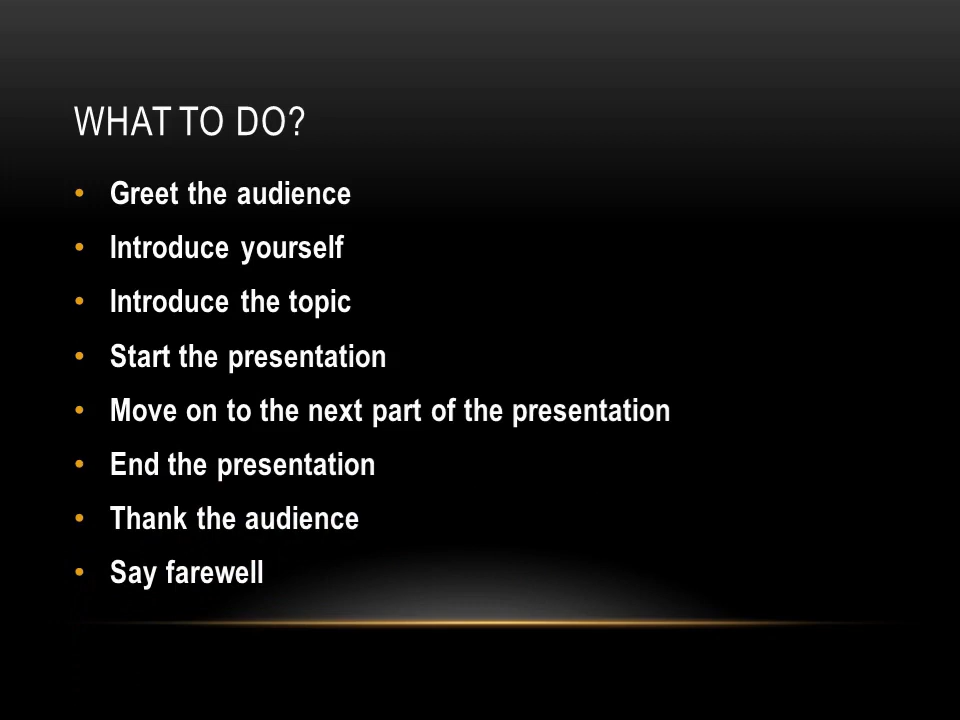 WHAT TO DO?
• Greet the audience
• Introduce yourself
• Introduce the topic
• Start the presentation
• Move on to the next part of the presentation
• End the presentation
• Thank the audience
• Say farewell